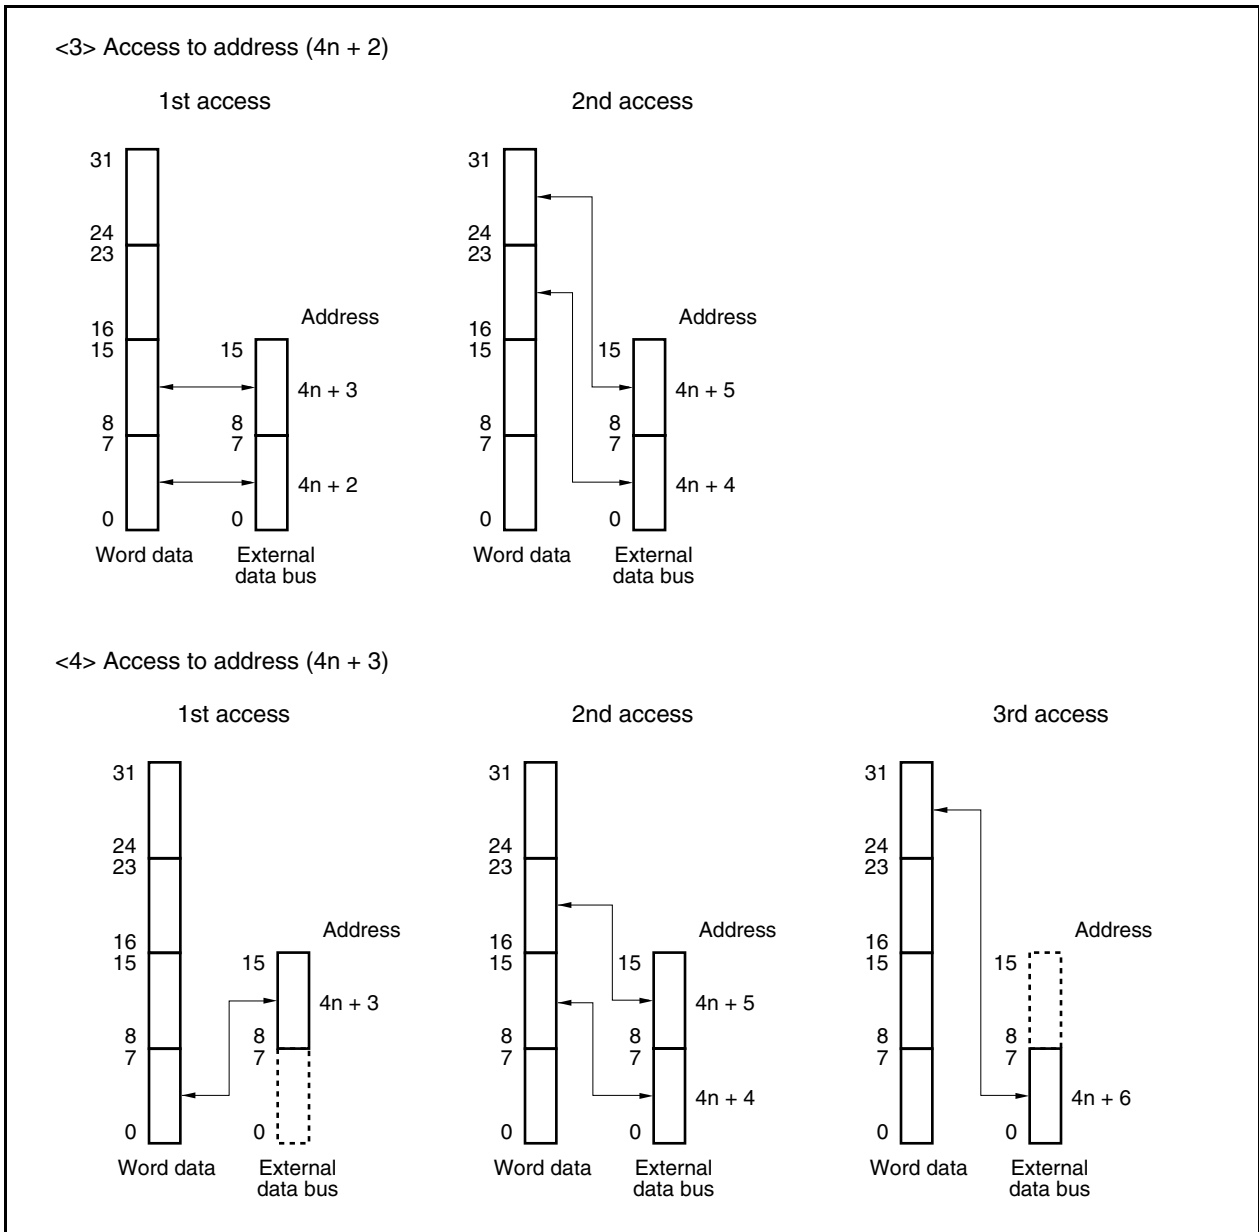 <3> Access to address (4n + 2)
1st access
2nd access
31
24
23
16
15
8
7
0
Word data
Address
15
4n + 3
8
7
4n + 2
0
External
data bus
31
24
23
16
15
8
7
0
Word data
Address
15
4n + 5
8
7
4n + 4
0
External
data bus
<4> Access to address (4n + 3)
1st access
2nd access
3rd access
31
24
23
16
15
8
7
0
Word data
Address
15
4n + 3
8
7
0
External
data bus
31
24
23
16
15
8
7
0
Word data
Address
15
4n + 5
8
7
4n + 4
0
External
data bus
31
24
23
16
15
8
7
0
Word data
Address
15
8
7
4n + 6
0
External
data bus